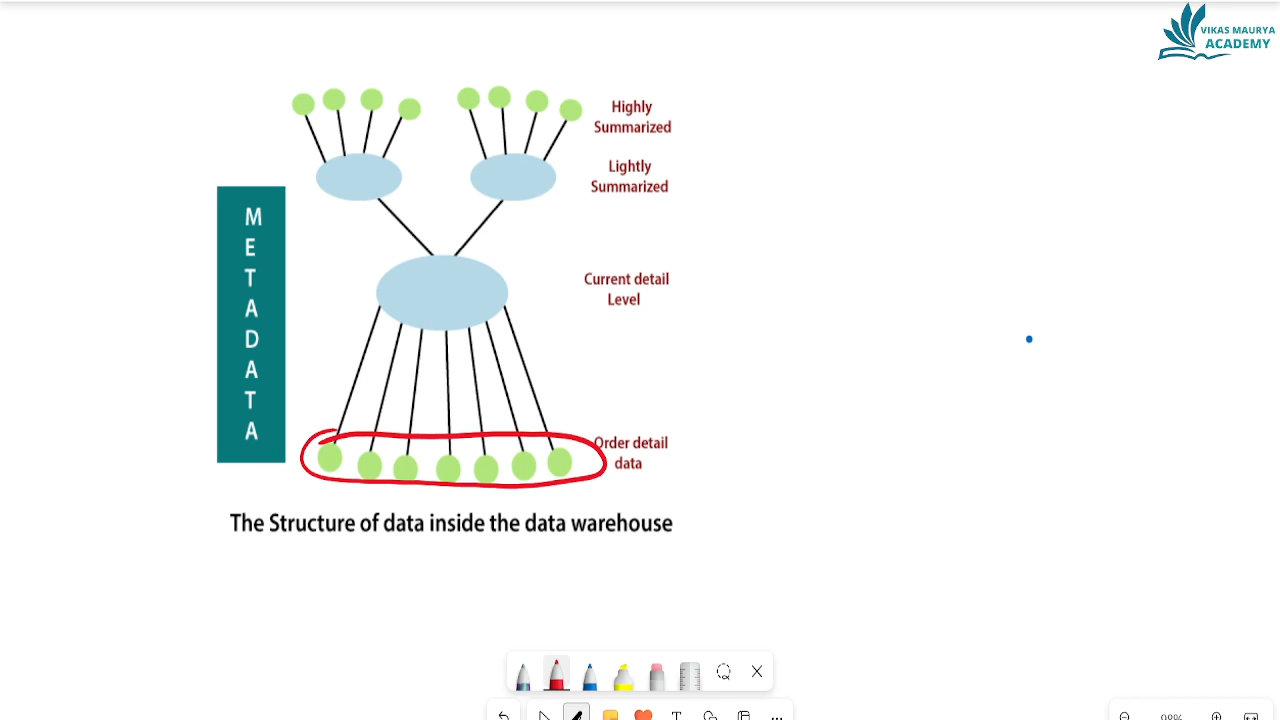 VIKAS MAURYA
ACADEMY
Highly
Summarized
Lightly
Summarized
M
E
T
A
D
A
T
A
Current detail
Level
Order detail
data
The Structure of data inside the data warehouse